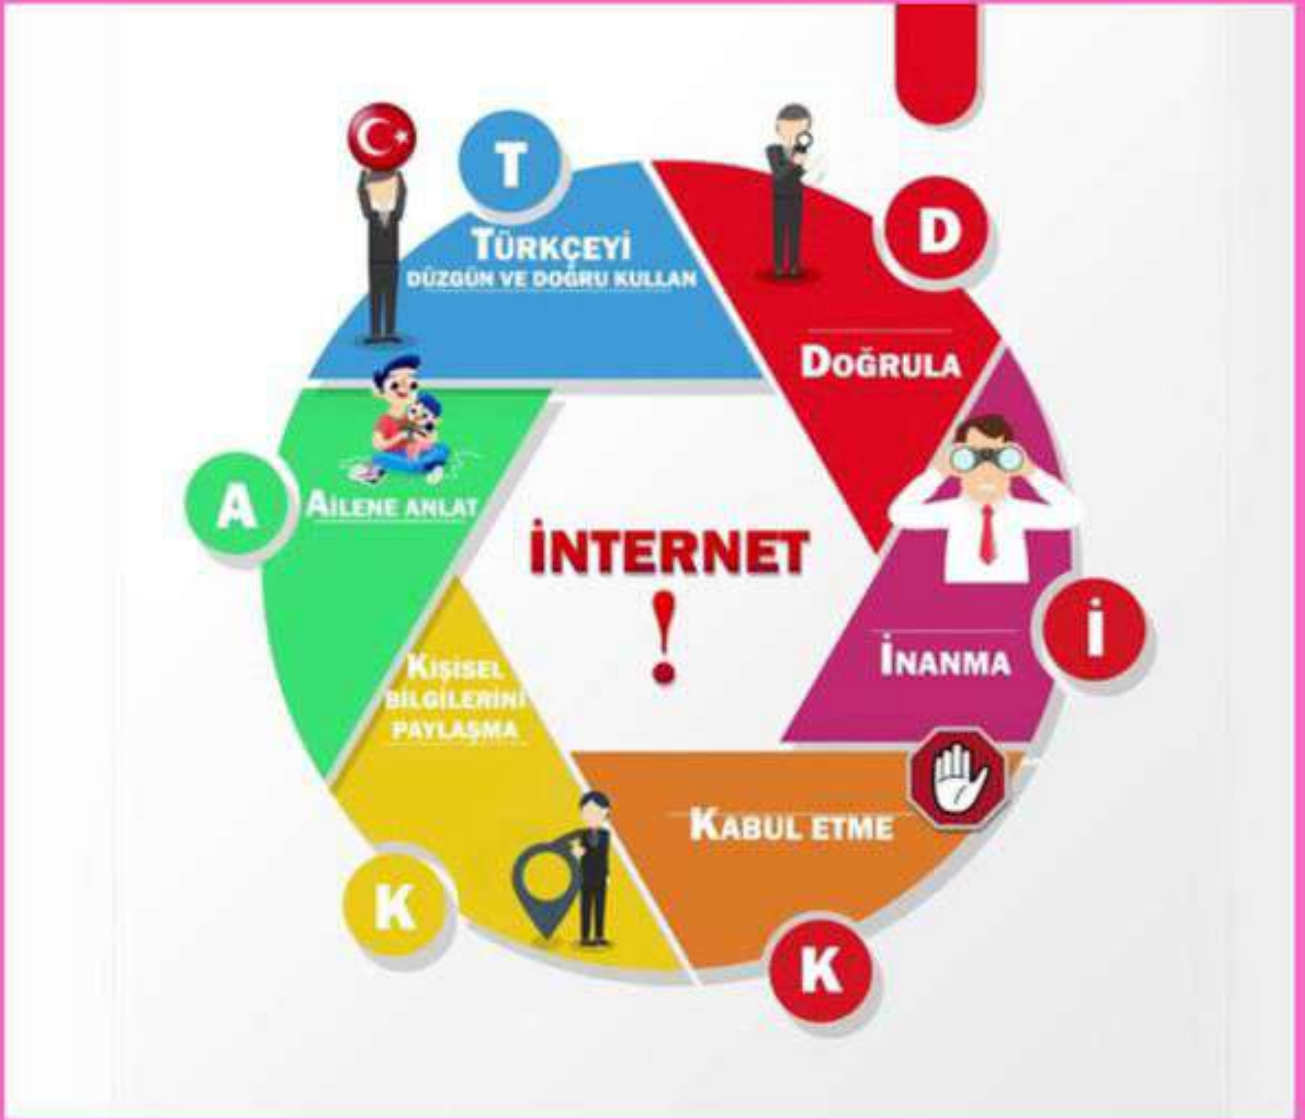 D
DOĞRULA
İ
İNANMA
K
KABUL ETME
K
KİŞİSEL
BİLGİLERİNİ
PAYLAŞMA
A
AİLENE ANLAT
T
TÜRKÇEYİ
DÜZGÜN VE DOĞRU KULLAN
İNTERNET
!